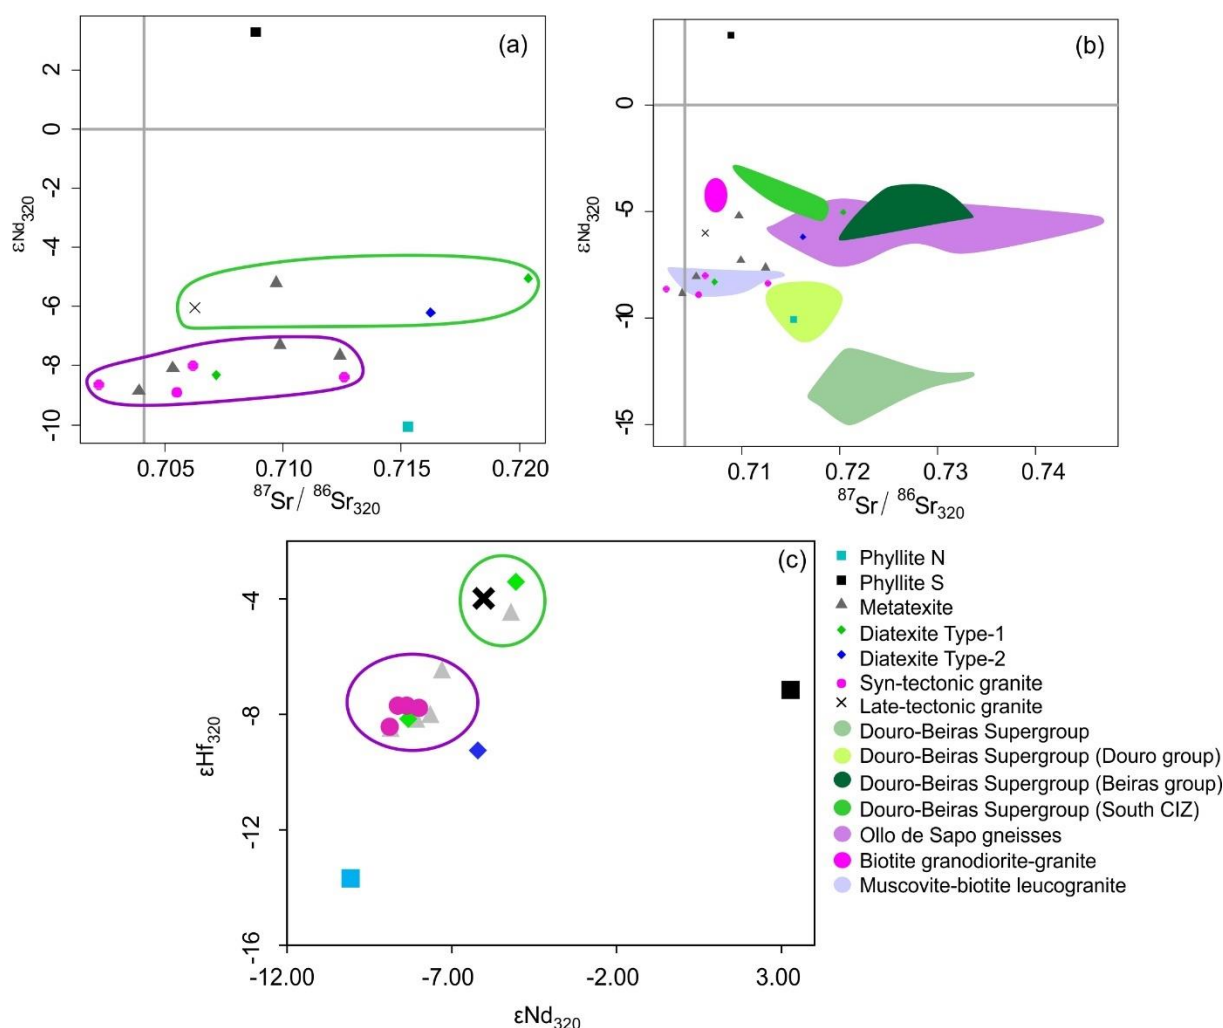 (a)
2
0
-2
-4
-6
-8
-10
εNd320
0.705 0.710 0.715 0.720
87Sr/ 86Sr320
(b)
0
-5
-10
-15
εNd320
0.71 0.72 0.73 0.74
87Sr/ 86Sr320
(c)
-4
-8
-12
-16
εHf320
-12.00 -7.00 -2.00 3.00
εNd320
Phyllite N
Phyllite S
Metatexite
Diatexite Type-1
Diatexite Type-2
Syn-tectonic granite
Late-tectonic granite
Douro-Beiras Supergroup
Douro-Beiras Supergroup (Douro group)
Douro-Beiras Supergroup (Beiras group)
Douro-Beiras Supergroup (South CIZ)
Ollo de Sapo gneisses
Biotite granodiorite-granite
Muscovite-biotite leucogranite